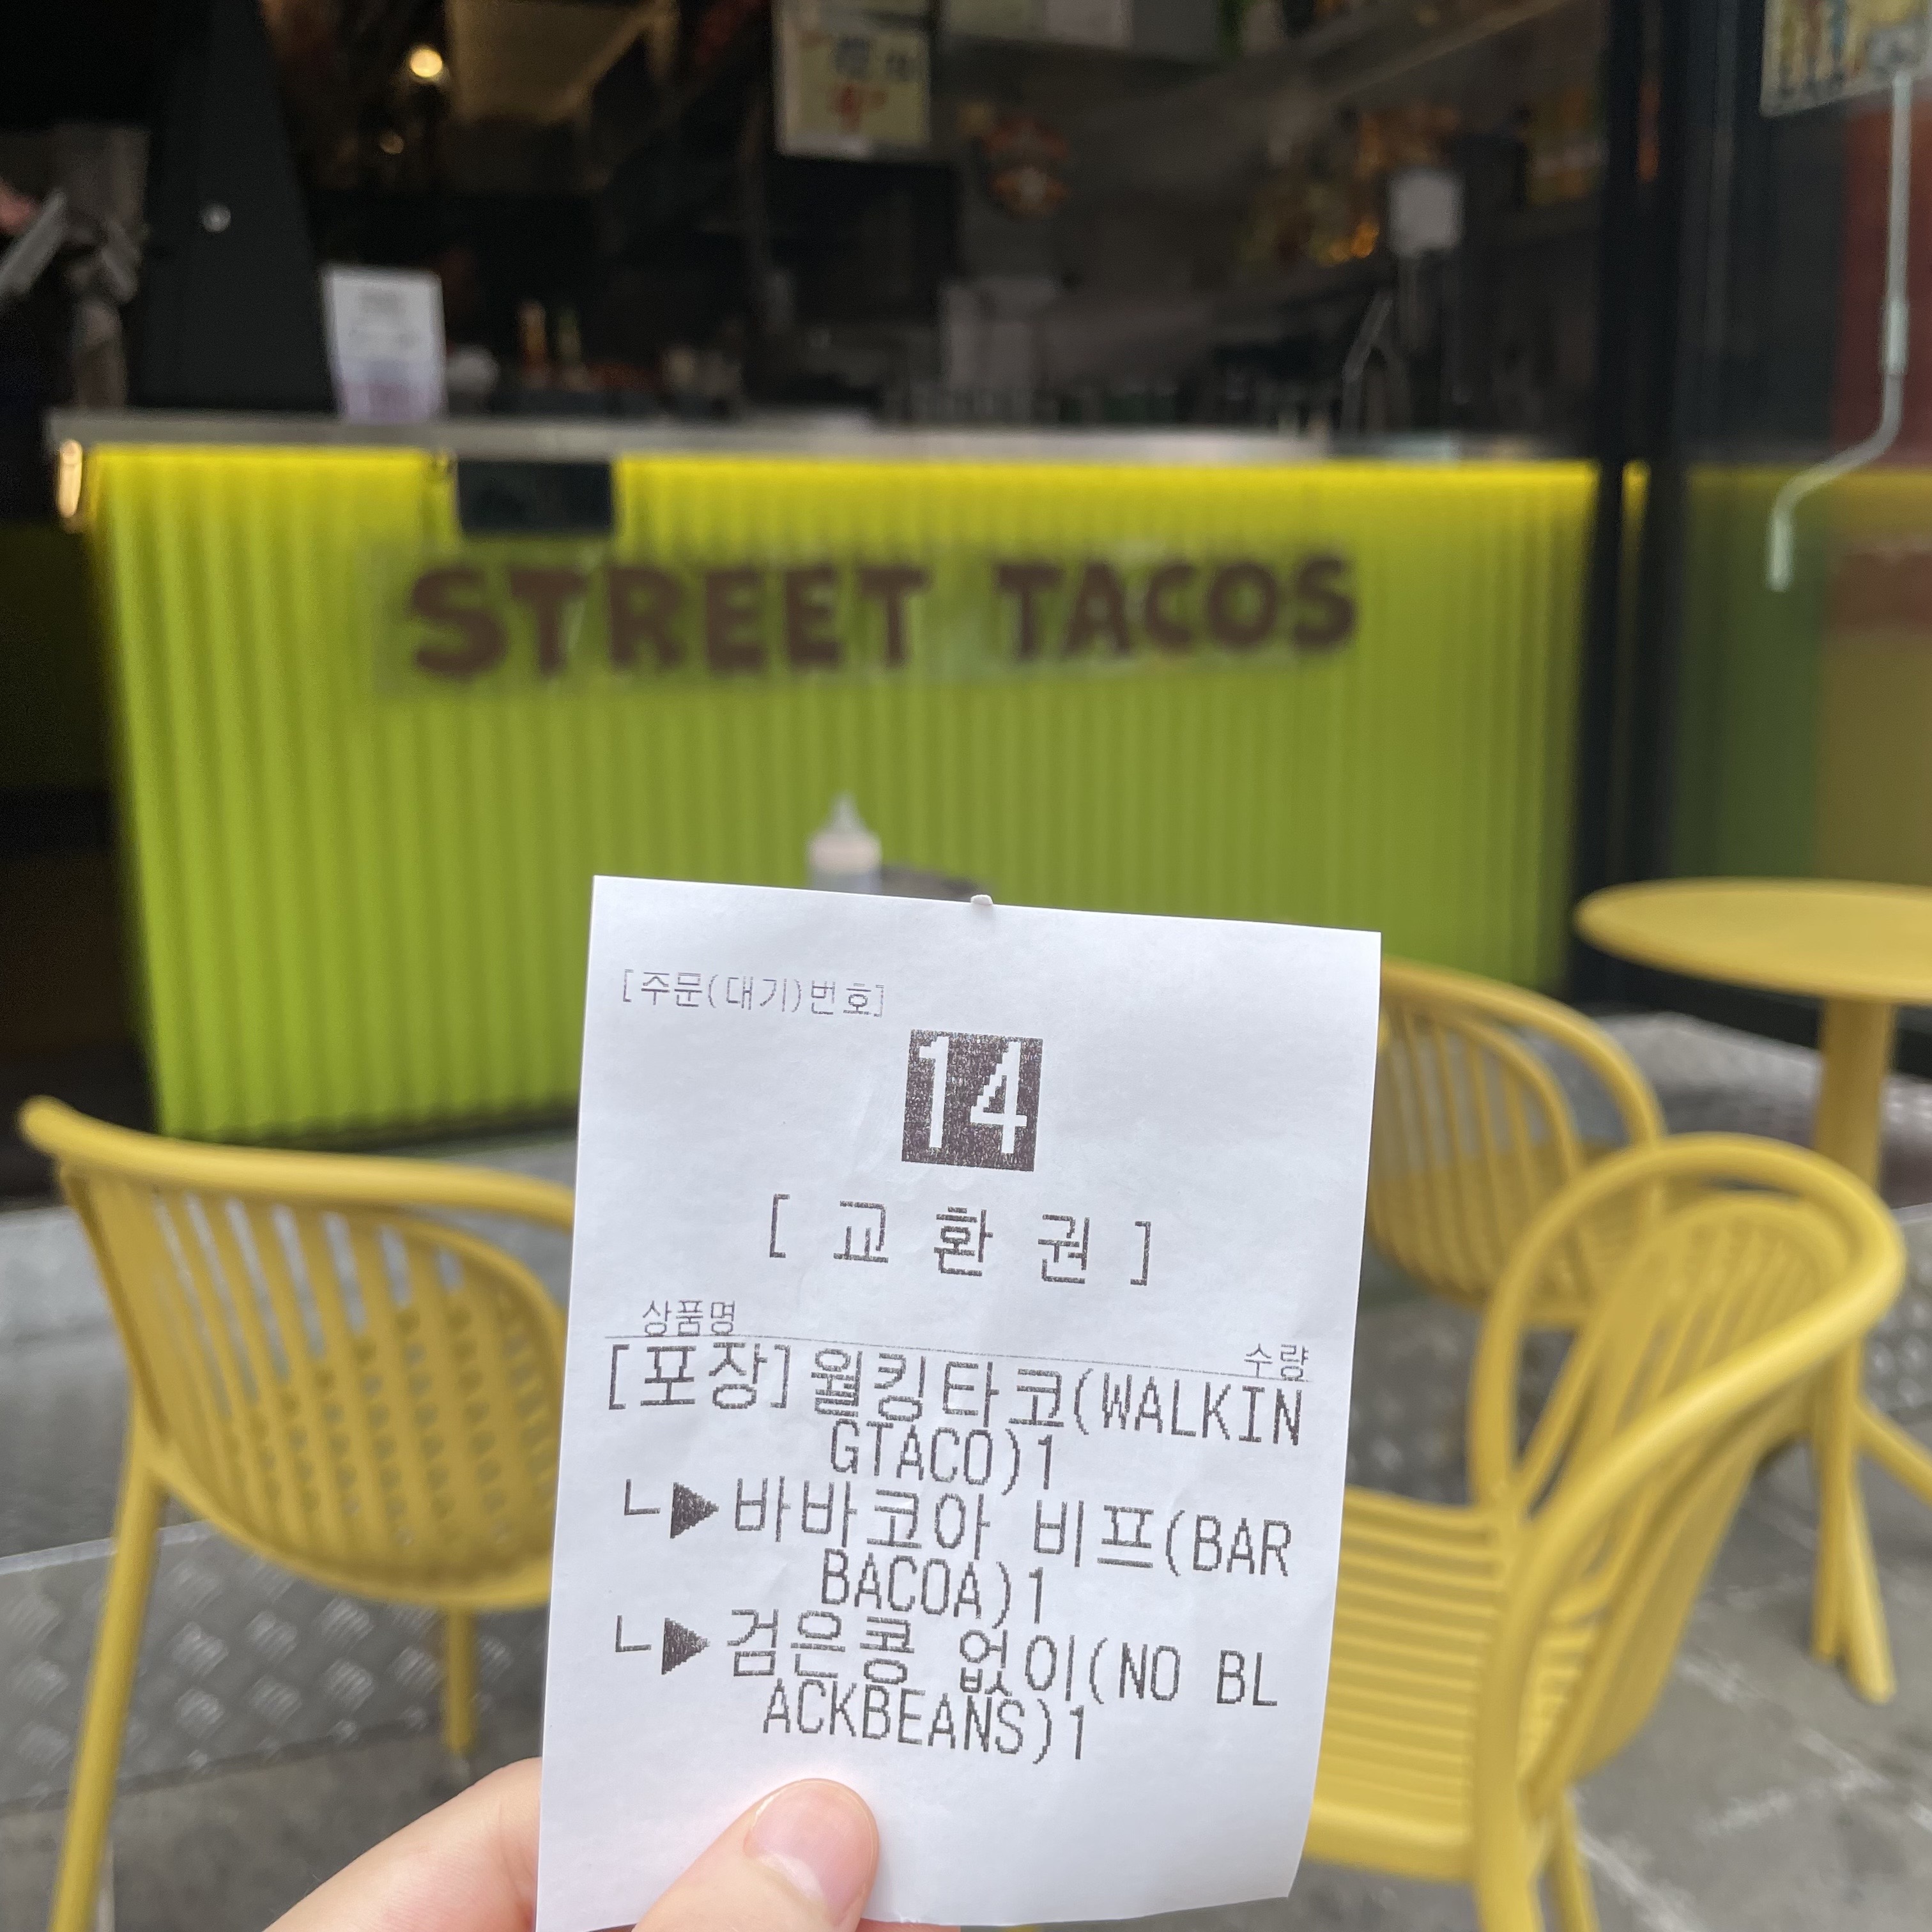 STREET TACOS
[주문(대기)번호]
14
[ 교 환 권 ]
상품명 수량
[포장]월킹타코(WALKIN
GTACO)1
└▶바바코아 비프(BAR
BACOA)1
└▶검은콩 없이(NO BL
ACKBEANS)1